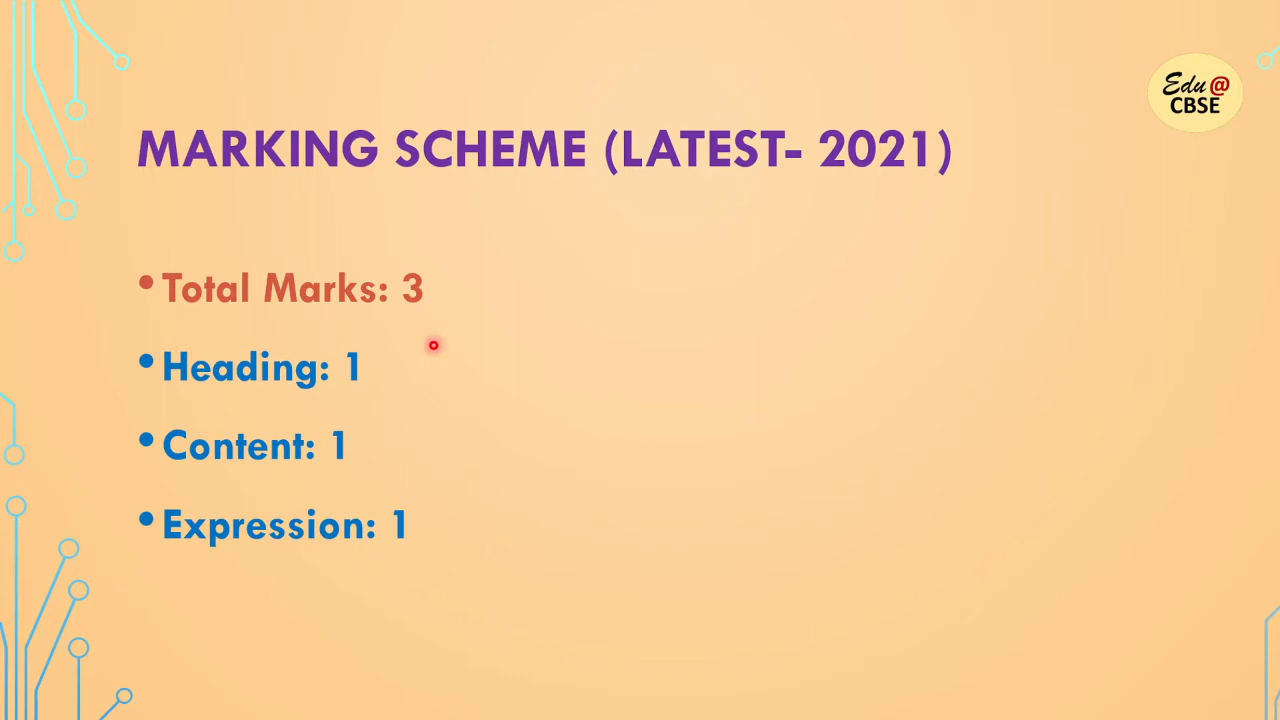 Edu@
CBSE
MARKING SCHEME (LATEST- 2021)
• Total Marks: 3
• Heading: 1
• Content: 1
• Expression: 1